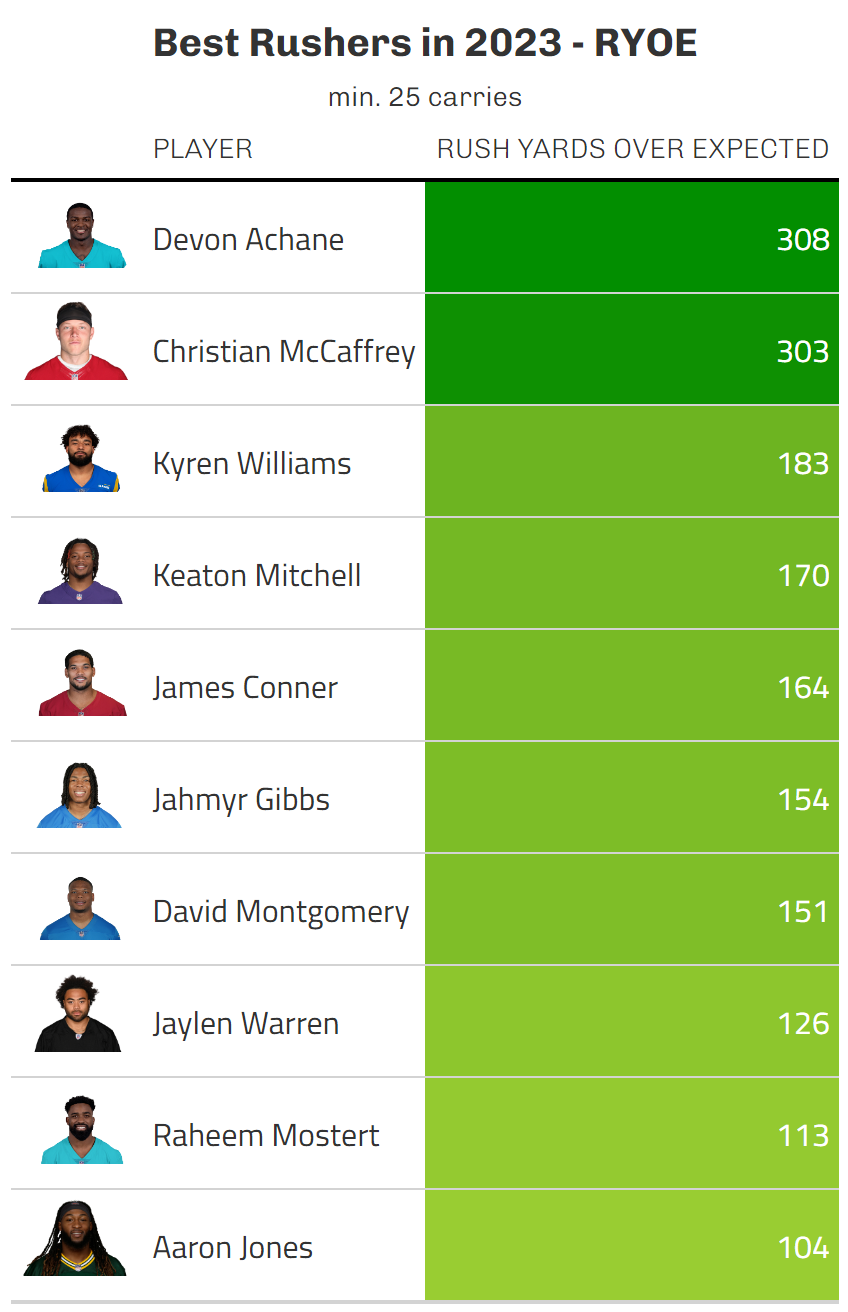 Best Rushers in 2023 - RYOE
min. 25 carries
PLAYER RUSH YARDS OVER EXPECTED
Devon Achane 308
Christian McCaffrey 303
Kyren Williams 183
Keaton Mitchell 170
James Conner 164
Jahmyr Gibbs 154
David Montgomery 151
Jaylen Warren 126
Raheem Mostert 113
Aaron Jones 104